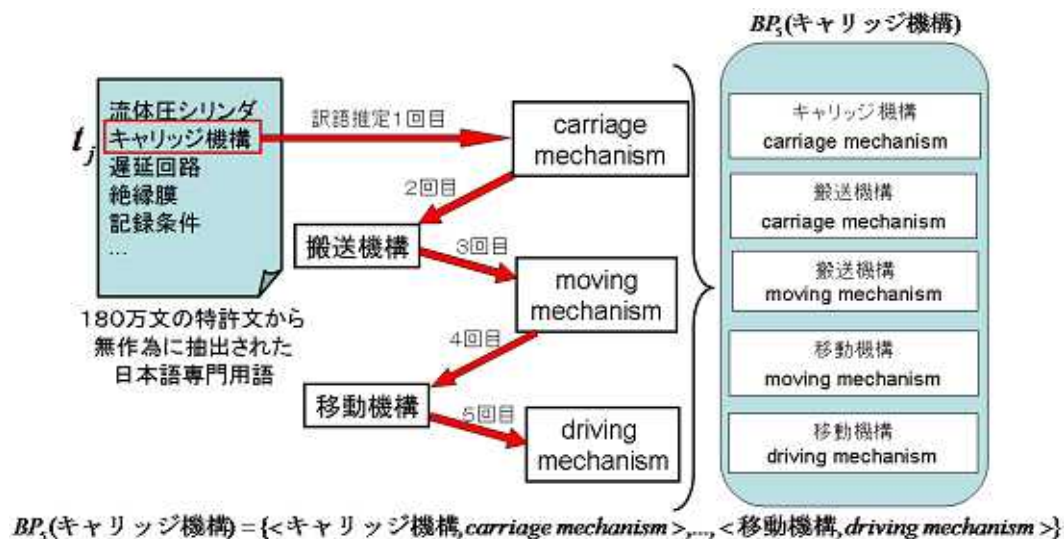 BP₅(キャリッジ機構)
流体圧シリンダ
t_j
キャリッジ機構
遅延回路
絶縁膜
記録条件
...
180万文の特許文から
無作為に抽出された
日本語専門用語
訳語推定1回目
carriage
mechanism
2回目
搬送機構
3回目
moving
mechanism
4回目
移動機構
5回目
driving
mechanism
キャリッジ機構
carriage mechanism
搬送機構
carriage mechanism
搬送機構
moving mechanism
移動機構
moving mechanism
移動機構
driving mechanism
BP₅(キャリッジ機構) = {<キャリッジ機構,carriage mechanism>,...,<移動機構,driving mechanism>}